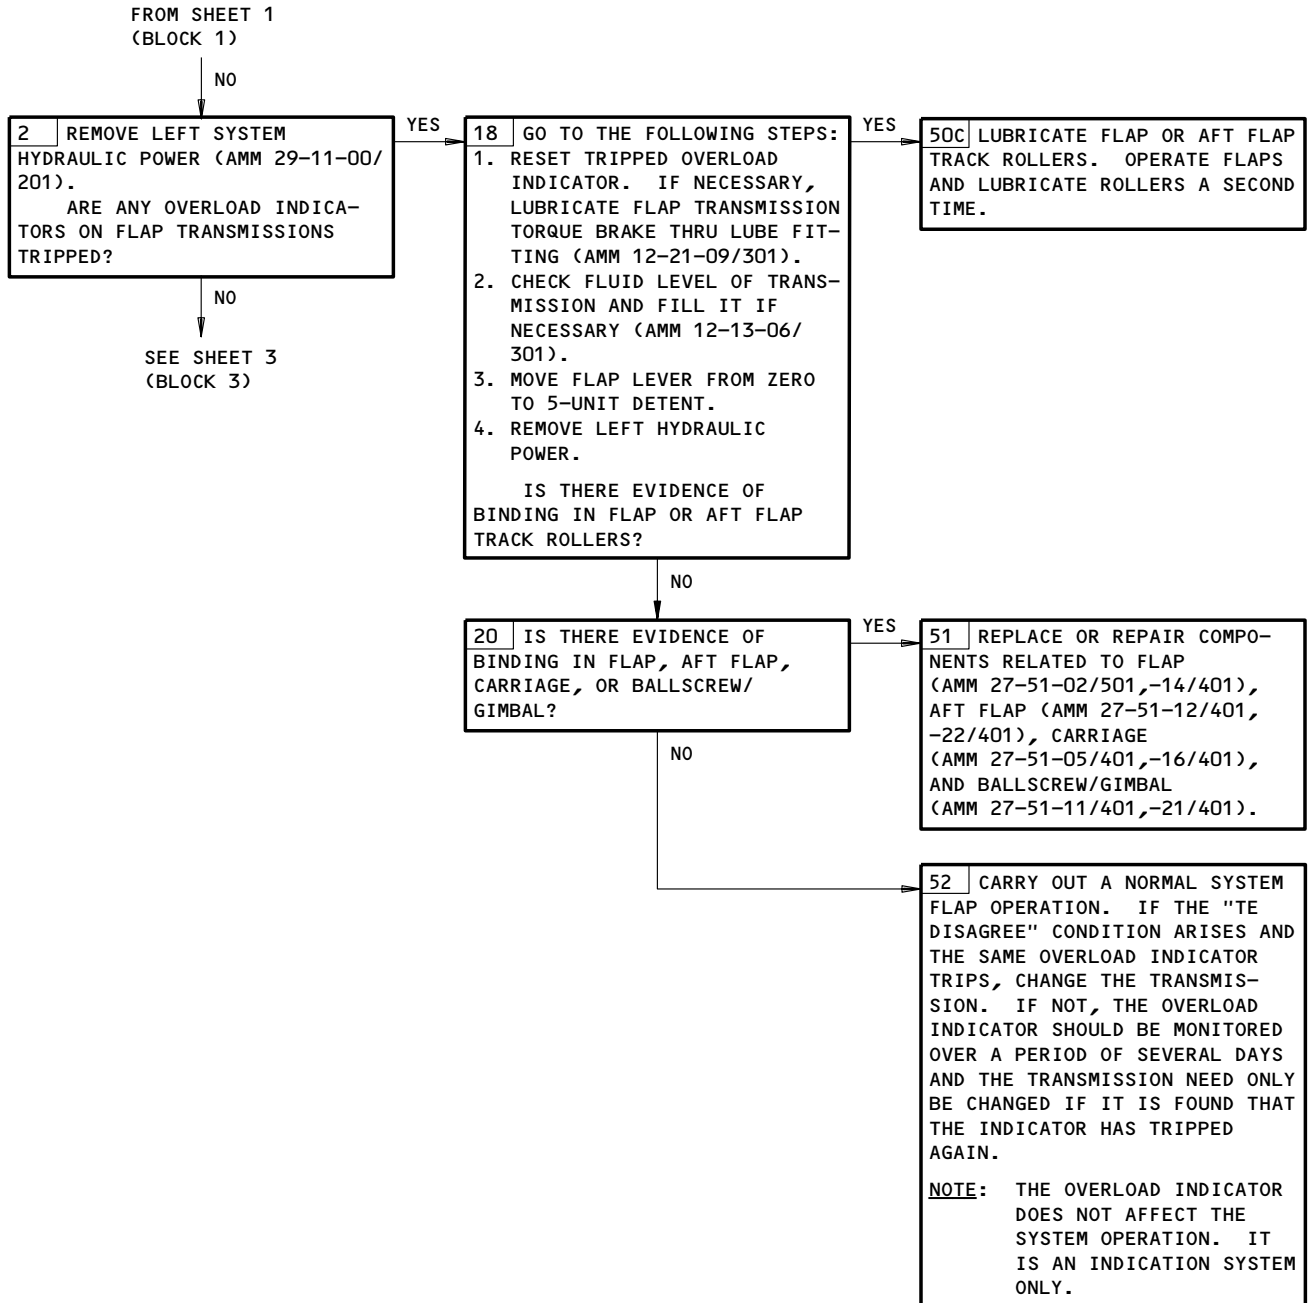 FROM SHEET 1
(BLOCK 1)
NO
2 REMOVE LEFT SYSTEM
HYDRAULIC POWER (AMM 29-11-00/
201).
ARE ANY OVERLOAD INDICA-
TORS ON FLAP TRANSMISSIONS
TRIPPED?
NO
SEE SHEET 3
(BLOCK 3)
YES
18 GO TO THE FOLLOWING STEPS:
1. RESET TRIPPED OVERLOAD
INDICATOR. IF NECESSARY,
LUBRICATE FLAP TRANSMISSION
TORQUE BRAKE THRU LUBE FIT-
TING (AMM 12-21-09/301).
2. CHECK FLUID LEVEL OF TRANS-
MISSION AND FILL IT IF
NECESSARY (AMM 12-13-06/
301).
3. MOVE FLAP LEVER FROM ZERO
TO 5-UNIT DETENT.
4. REMOVE LEFT HYDRAULIC
POWER.
IS THERE EVIDENCE OF
BINDING IN FLAP OR AFT FLAP
TRACK ROLLERS?
YES
50C LUBRICATE FLAP OR AFT FLAP
TRACK ROLLERS. OPERATE FLAPS
AND LUBRICATE ROLLERS A SECOND
TIME.
NO
20 IS THERE EVIDENCE OF
BINDING IN FLAP, AFT FLAP,
CARRIAGE, OR BALLSCREW/
GIMBAL?
YES
51 REPLACE OR REPAIR COMPO-
NENTS RELATED TO FLAP
(AMM 27-51-02/501,-14/401),
AFT FLAP (AMM 27-51-12/401,
-22/401), CARRIAGE
(AMM 27-51-05/401,-16/401),
AND BALLSCREW/GIMBAL
(AMM 27-51-11/401,-21/401).
NO
52 CARRY OUT A NORMAL SYSTEM
FLAP OPERATION. IF THE "TE
DISAGREE" CONDITION ARISES AND
THE SAME OVERLOAD INDICATOR
TRIPS, CHANGE THE TRANSMIS-
SION. IF NOT, THE OVERLOAD
INDICATOR SHOULD BE MONITORED
OVER A PERIOD OF SEVERAL DAYS
AND THE TRANSMISSION NEED ONLY
BE CHANGED IF IT IS FOUND THAT
THE INDICATOR HAS TRIPPED
AGAIN.
NOTE: THE OVERLOAD INDICATOR
DOES NOT AFFECT THE
SYSTEM OPERATION. IT
IS AN INDICATION SYSTEM
ONLY.